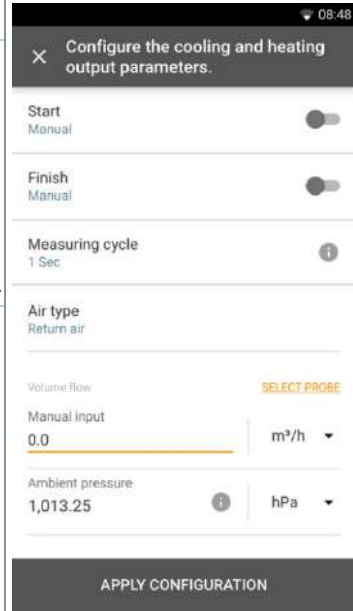 08:48
Configure the cooling and heating
output parameters.
Start
Manual
Finish
Manual
Measuring cycle
1 Sec
Air type
Return air
Volume flow SELECT PROBE
Manual input
0.0 m³/h
Ambient pressure
1,013.25 hPa
APPLY CONFIGURATION